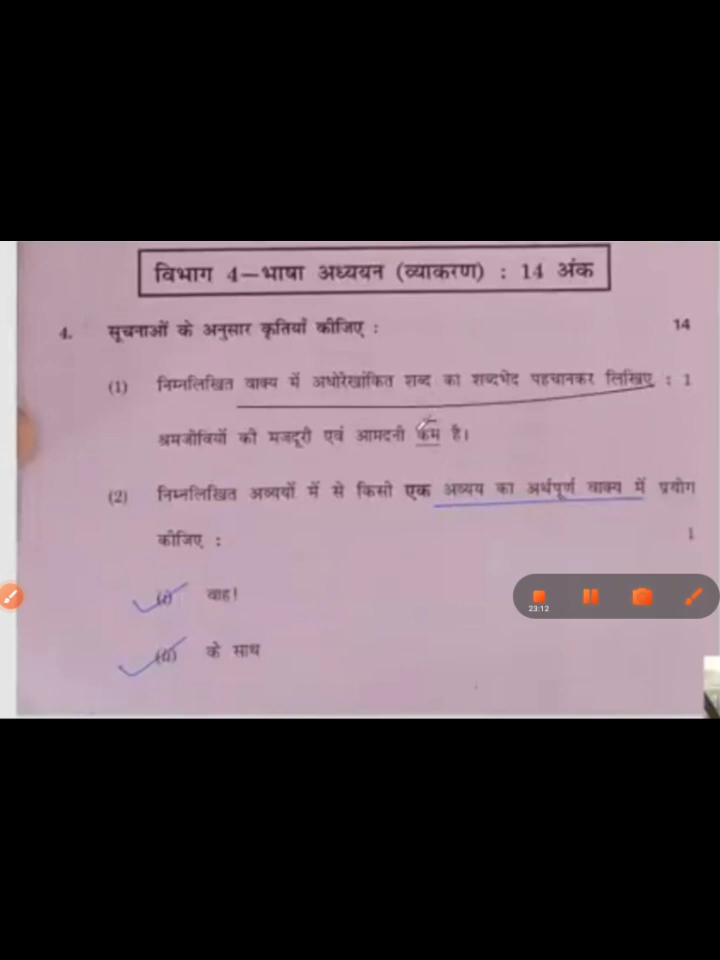 विभाग 4—भाषा अध्ययन (व्याकरण) : 14 अंक
4. सूचनाओं के अनुसार कृतियाँ कीजिए : 14
(1) निम्नलिखित वाक्य में अधोरेखांकित शब्द का शब्दभेद पहचानकर लिखिए : 1
श्रमजीवियों की मजदूरी एवं आमदनी कम है।
(2) निम्नलिखित अव्ययों में से किसी एक अव्यय का अर्थपूर्ण वाक्य में प्रयोग
कीजिए : 1
(i) वाह!
23:12
(ii) के साथ